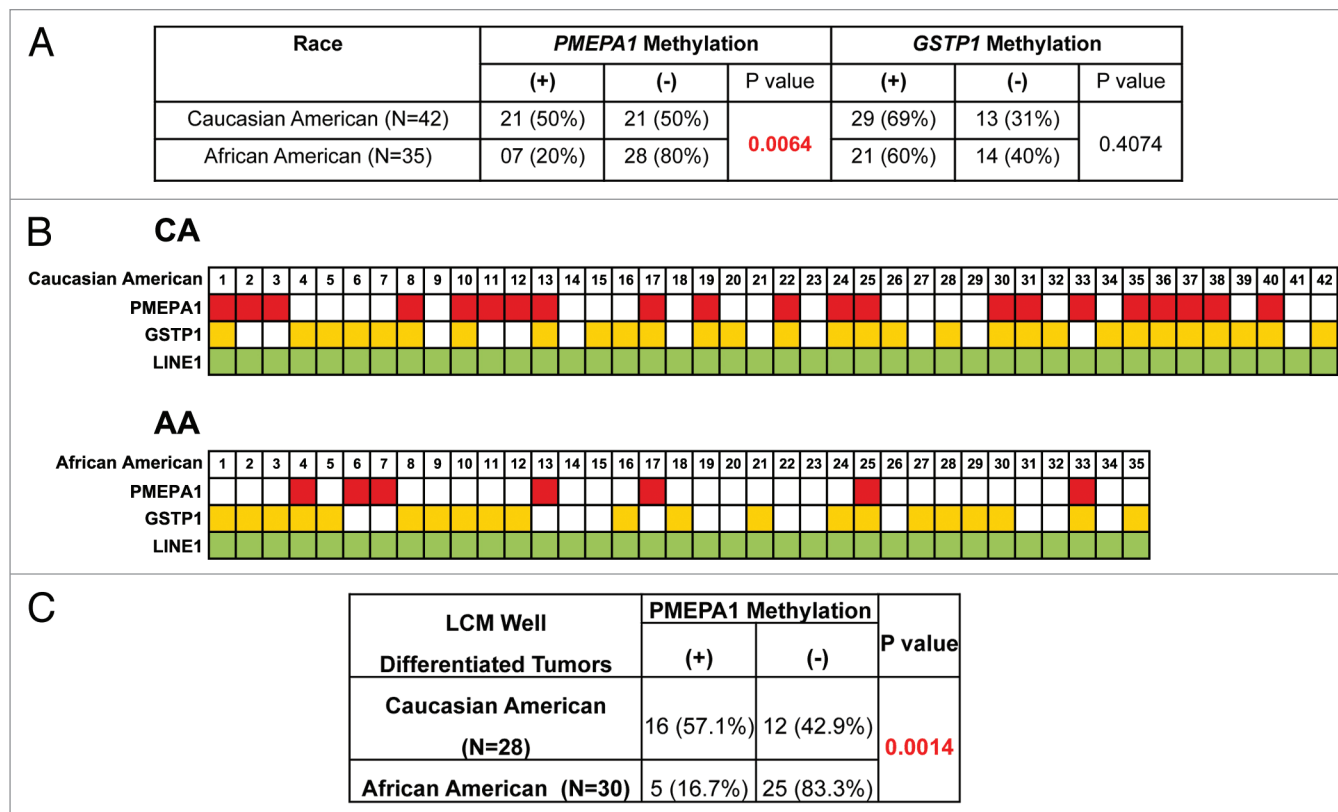 A
Race PMEPA1 Methylation GSTP1 Methylation
(+) (-) P value (+) (-) P value
Caucasian American (N=42) 21 (50%) 21 (50%) 0.0064 29 (69%) 13 (31%) 0.4074
African American (N=35) 07 (20%) 28 (80%) 21 (60%) 14 (40%)
B
CA
Caucasian American 1 2 3 4 5 6 7 8 9 10 11 12 13 14 15 16 17 18 19 20 21 22 23 24 25 26 27 28 29 30 31 32 33 34 35 36 37 38 39 40 41 42
PMEPA1
GSTP1
LINE1
AA
African American 1 2 3 4 5 6 7 8 9 10 11 12 13 14 15 16 17 18 19 20 21 22 23 24 25 26 27 28 29 30 31 32 33 34 35
PMEPA1
GSTP1
LINE1
C
LCM Well
Differentiated Tumors
PMEPA1 Methylation
(+) (-)
P value
Caucasian American
(N=28)
16 (57.1%) 12 (42.9%)
0.0014
African American (N=30) 5 (16.7%) 25 (83.3%)